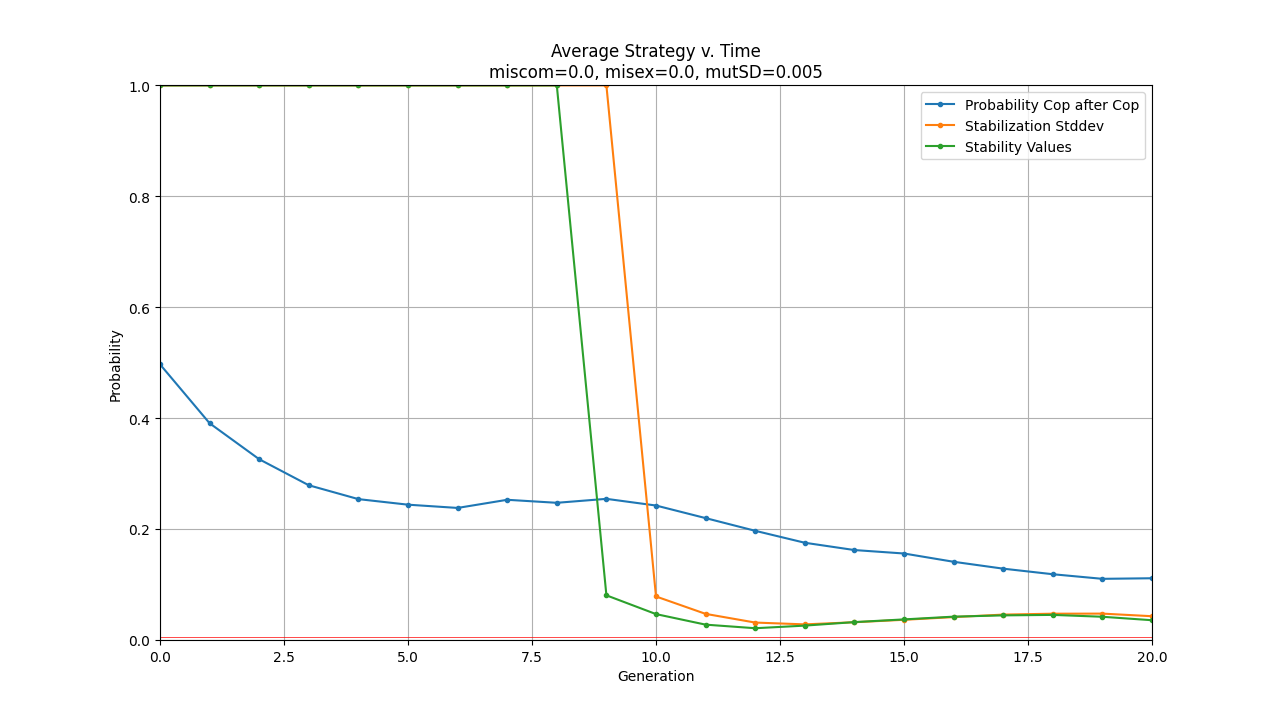 Average Strategy v. Time
miscom=0.0, misex=0.0, mutSD=0.005
Probability Cop after Cop
Stabilization Stddev
Stability Values
Probability
1.0
0.8
0.6
0.4
0.2
0.0
0.0 2.5 5.0 7.5 10.0 12.5 15.0 17.5 20.0
Generation